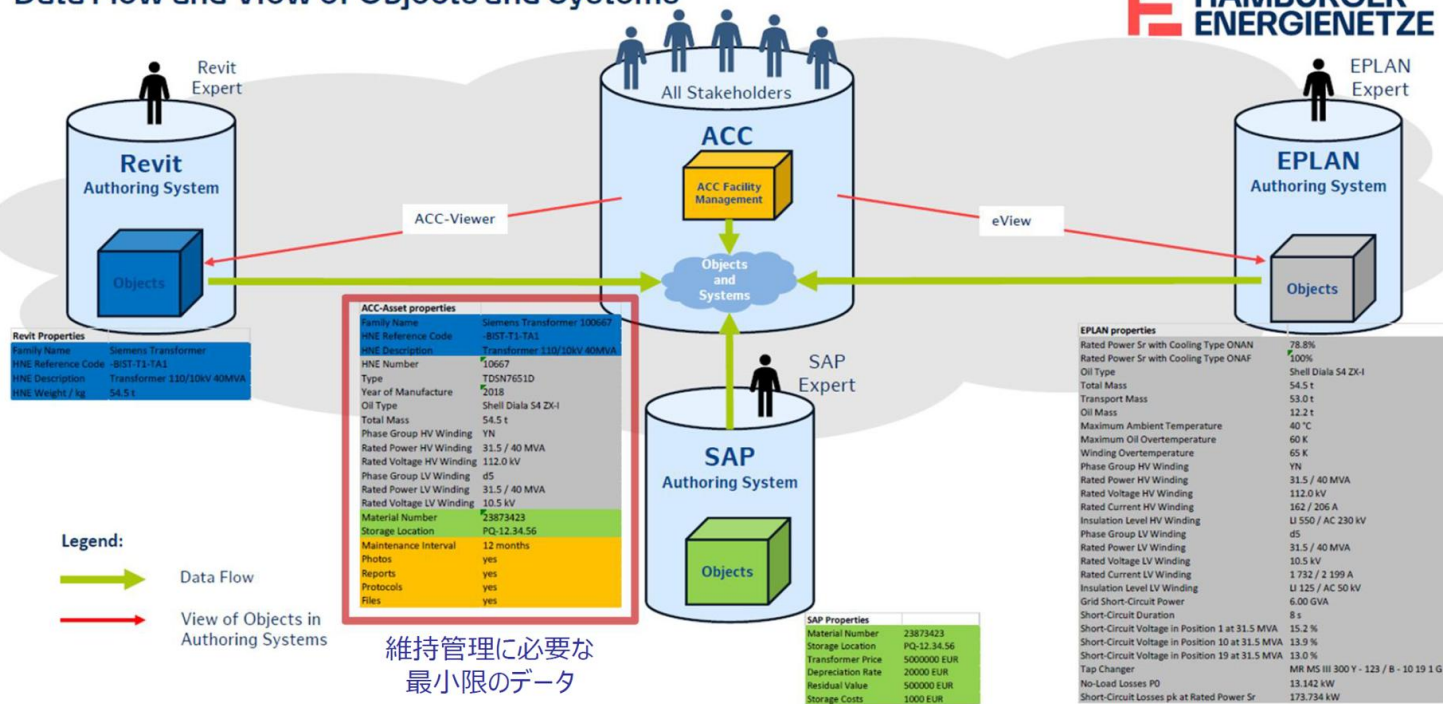 Data Flow and View of Objects and Systems
HAMBURGER
ENERGIENETZE
Revit
Expert
Revit
Authoring System
Objects
All Stakeholders
ACC
ACC Facility
Management
Objects
and
Systems
EPLAN
Expert
EPLAN
Authoring System
Objects
ACC-Viewer
eView
SAP
Expert
SAP
Authoring System
Objects
Revit Properties
Family Name Siemens Transformer
HNE Reference Code -BIST-T1-TA1
HNE Description Transformer 110/10kV 40MVA
HNE Weight / kg 54.5 t
ACC-Asset properties
Family Name Siemens Transformer 100667
HNE Reference Code -BIST-T1-TA1
HNE Description Transformer 110/10kV 40MVA
HNE Number 10667
Type TDSN7651D
Year of Manufacture 2018
Oil Type Shell Diala S4 ZX-I
Total Mass 54.5 t
Phase Group HV Winding YN
Rated Power HV Winding 31.5 / 40 MVA
Rated Voltage HV Winding 112.0 kV
Phase Group LV Winding d5
Rated Power LV Winding 31.5 / 40 MVA
Rated Voltage LV Winding 10.5 kV
Material Number 23873423
Storage Location PQ-12.34.56
Maintenance Interval 12 months
Photos yes
Reports yes
Protocols yes
Files yes
維持管理に必要な
最小限のデータ
Legend:
Data Flow
View of Objects in
Authoring Systems
SAP Properties
Material Number 23873423
Storage Location PQ-12.34.56
Transformer Price 5000000 EUR
Depreciation Rate 20000 EUR
Residual Value 500000 EUR
Storage Costs 1000 EUR
EPLAN properties
Rated Power Sr with Cooling Type ONAN 78.8%
Rated Power Sr with Cooling Type ONAF 100%
Oil Type Shell Diala S4 ZX-I
Total Mass 54.5 t
Transport Mass 53.0 t
Oil Mass 12.2 t
Maximum Ambient Temperature 40 °C
Maximum Oil Overtemperature 60 K
Winding Overtemperature 65 K
Phase Group HV Winding YN
Rated Power HV Winding 31.5 / 40 MVA
Rated Voltage HV Winding 112.0 kV
Rated Current HV Winding 162 / 206 A
Insulation Level HV Winding LI 550 / AC 230 kV
Phase Group LV Winding d5
Rated Power LV Winding 31.5 / 40 MVA
Rated Voltage LV Winding 10.5 kV
Rated Current LV Winding 1 732 / 2 199 A
Insulation Level LV Winding LI 125 / AC 50 kV
Grid Short-Circuit Power 6.00 GVA
Short-Circuit Duration 8 s
Short-Circuit Voltage in Position 1 at 31.5 MVA 15.2 %
Short-Circuit Voltage in Position 10 at 31.5 MVA 13.9 %
Short-Circuit Voltage in Position 19 at 31.5 MVA 13.0 %
Tap Changer MR MS III 300 Y - 123 / B - 10 19 1 G
No-Load Losses P0 13.142 kW
Short-Circuit Losses pk at Rated Power Sr 173.734 kW